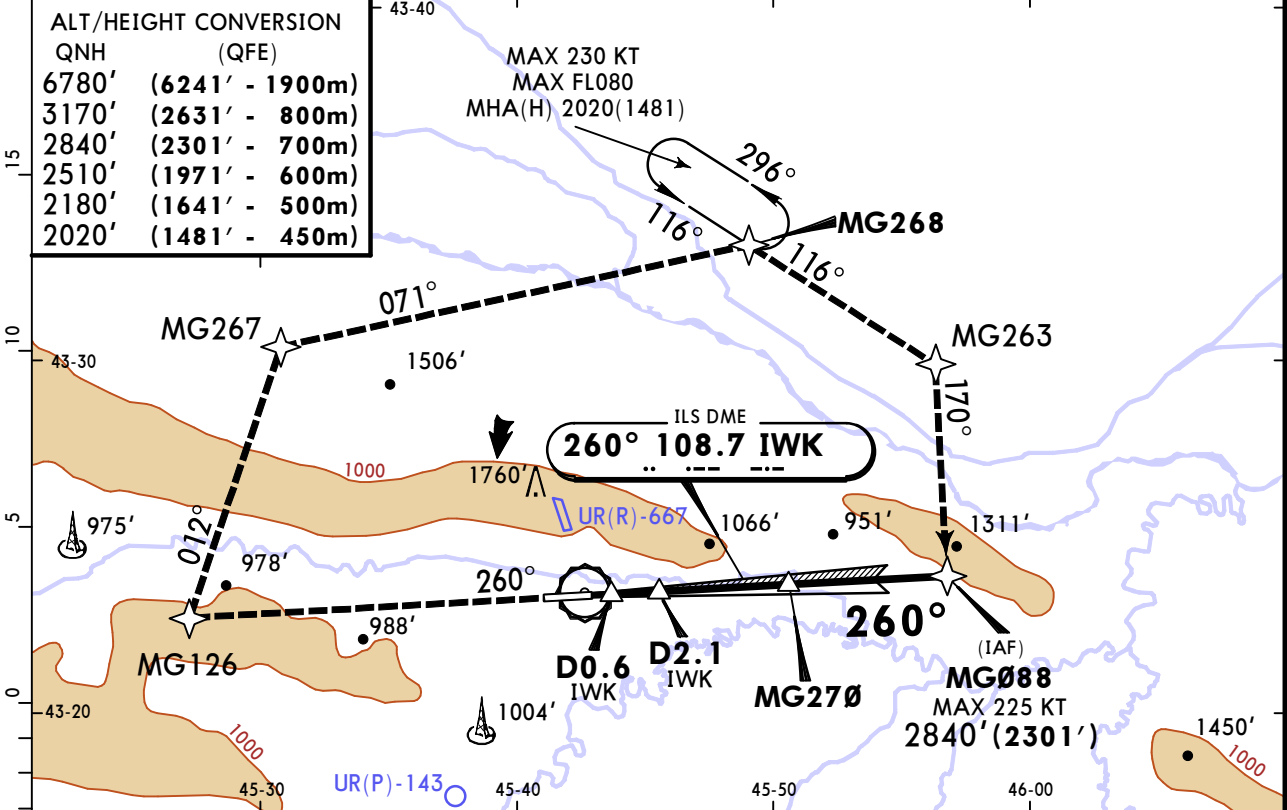 ALT/HEIGHT CONVERSION
QNH (QFE)
6780' (6241' - 1900m)
3170' (2631' - 800m)
2840' (2301' - 700m)
2510' (1971' - 600m)
2180' (1641' - 500m)
2020' (1481' - 450m)
43-40
MAX 230 KT
MAX FL080
MHA(H) 2020(1481)
15
296°
116°
MG268
116°
071°
MG267
MG263
10
43-30
1506'
170°
ILS DME
260° 108.7 IWK
1000
1760'
UR(R)-667
1066'
951'
1311'
5
975'
012°
978'
260°
988'
260°
MG126
D0.6
IWK
D2.1
IWK
MG27Ø
(IAF)
MGØ88
MAX 225 KT
2840'(2301')
0
43-20
1004'
1000
1450'
1000
UR(P)-143
45-30
45-40
45-50
46-00